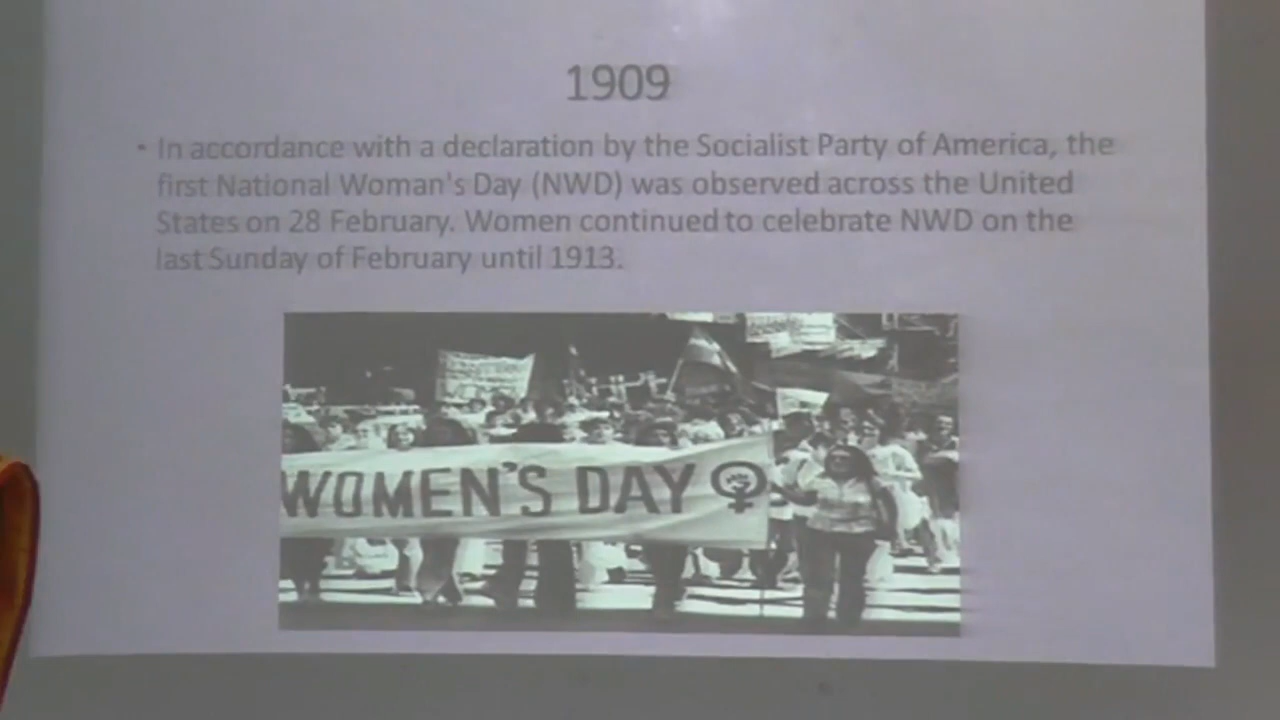 1909
• In accordance with a declaration by the Socialist Party of America, the
first National Woman's Day (NWD) was observed across the United
States on 28 February. Women continued to celebrate NWD on the
last Sunday of February until 1913.
WOMEN'S DAY